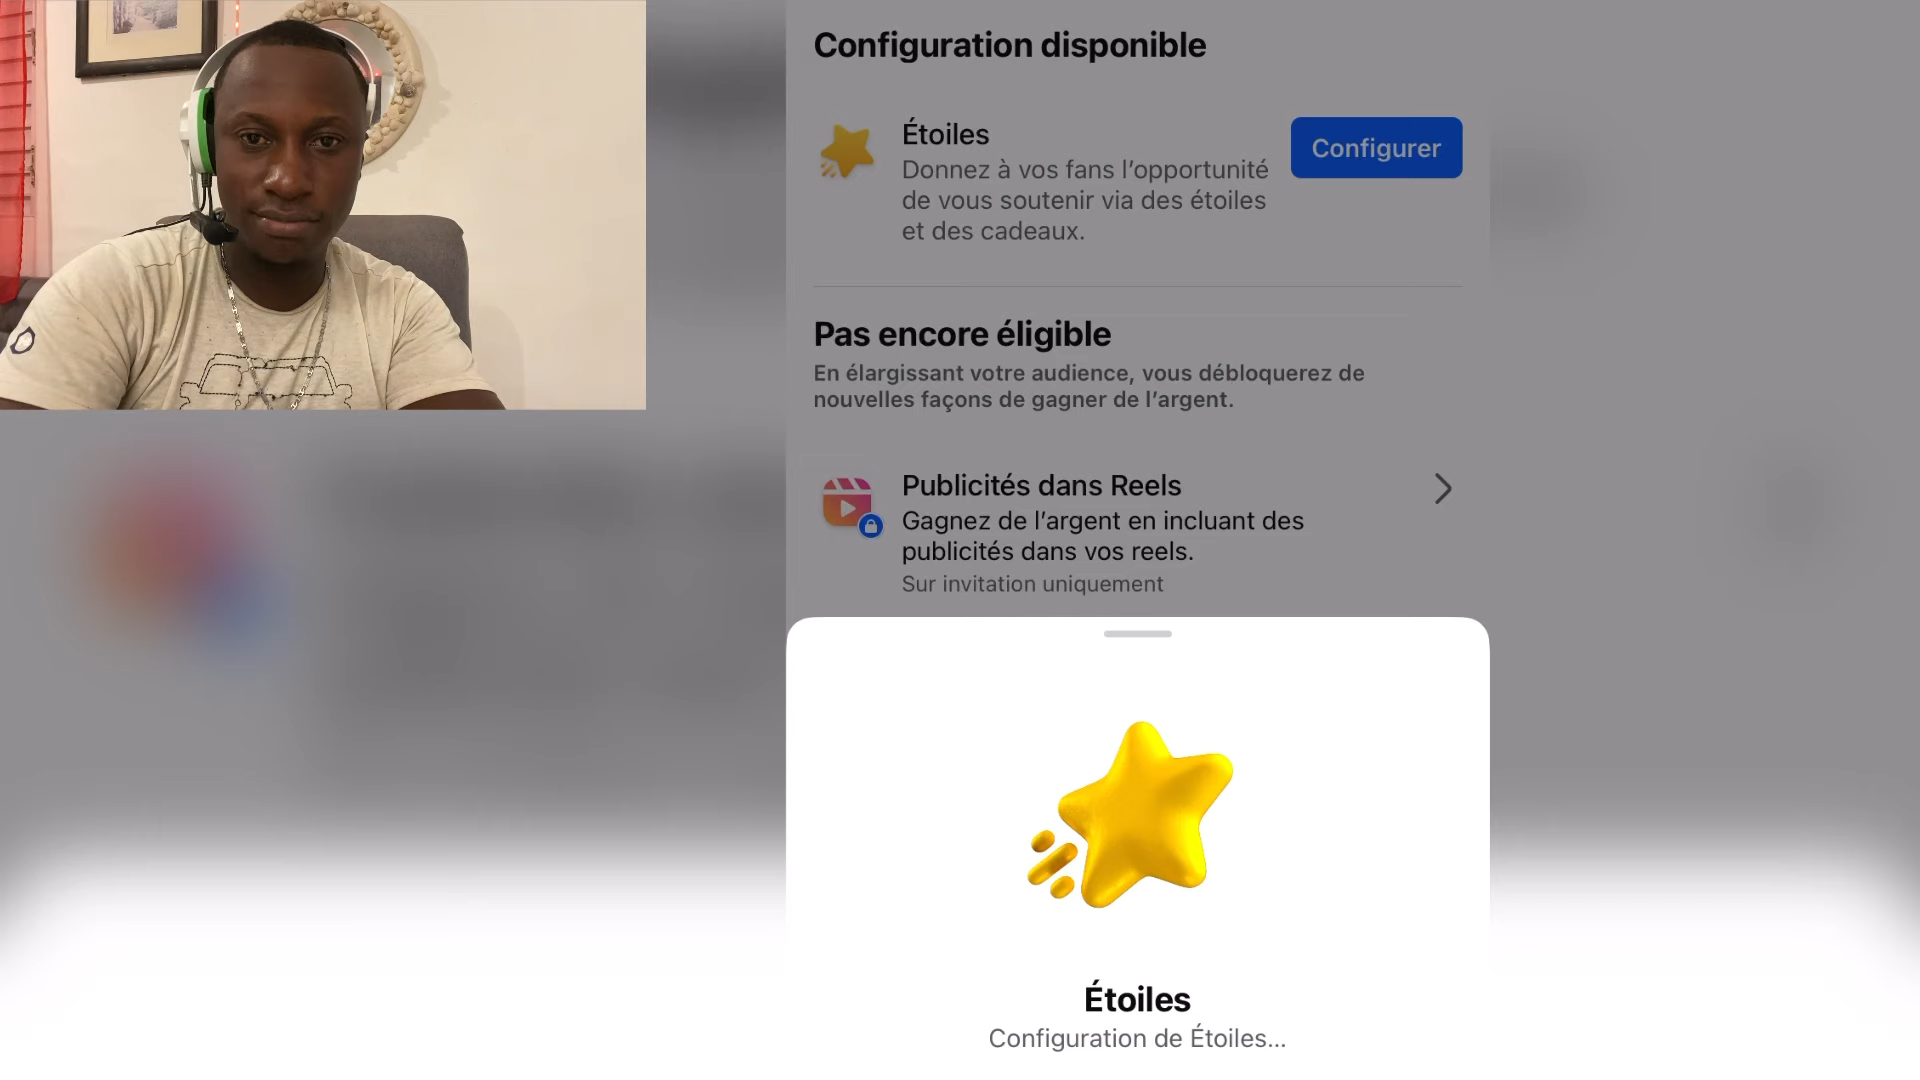 Configuration disponible
Étoiles
Configurer
Donnez à vos fans l’opportunité
de vous soutenir via des étoiles
et des cadeaux.
Pas encore éligible
En élargissant votre audience, vous débloquerez de
nouvelles façons de gagner de l’argent.
Publicités dans Reels
Gagnez de l’argent en incluant des
publicités dans vos reels.
Sur invitation uniquement
Étoiles
Configuration de Étoiles...